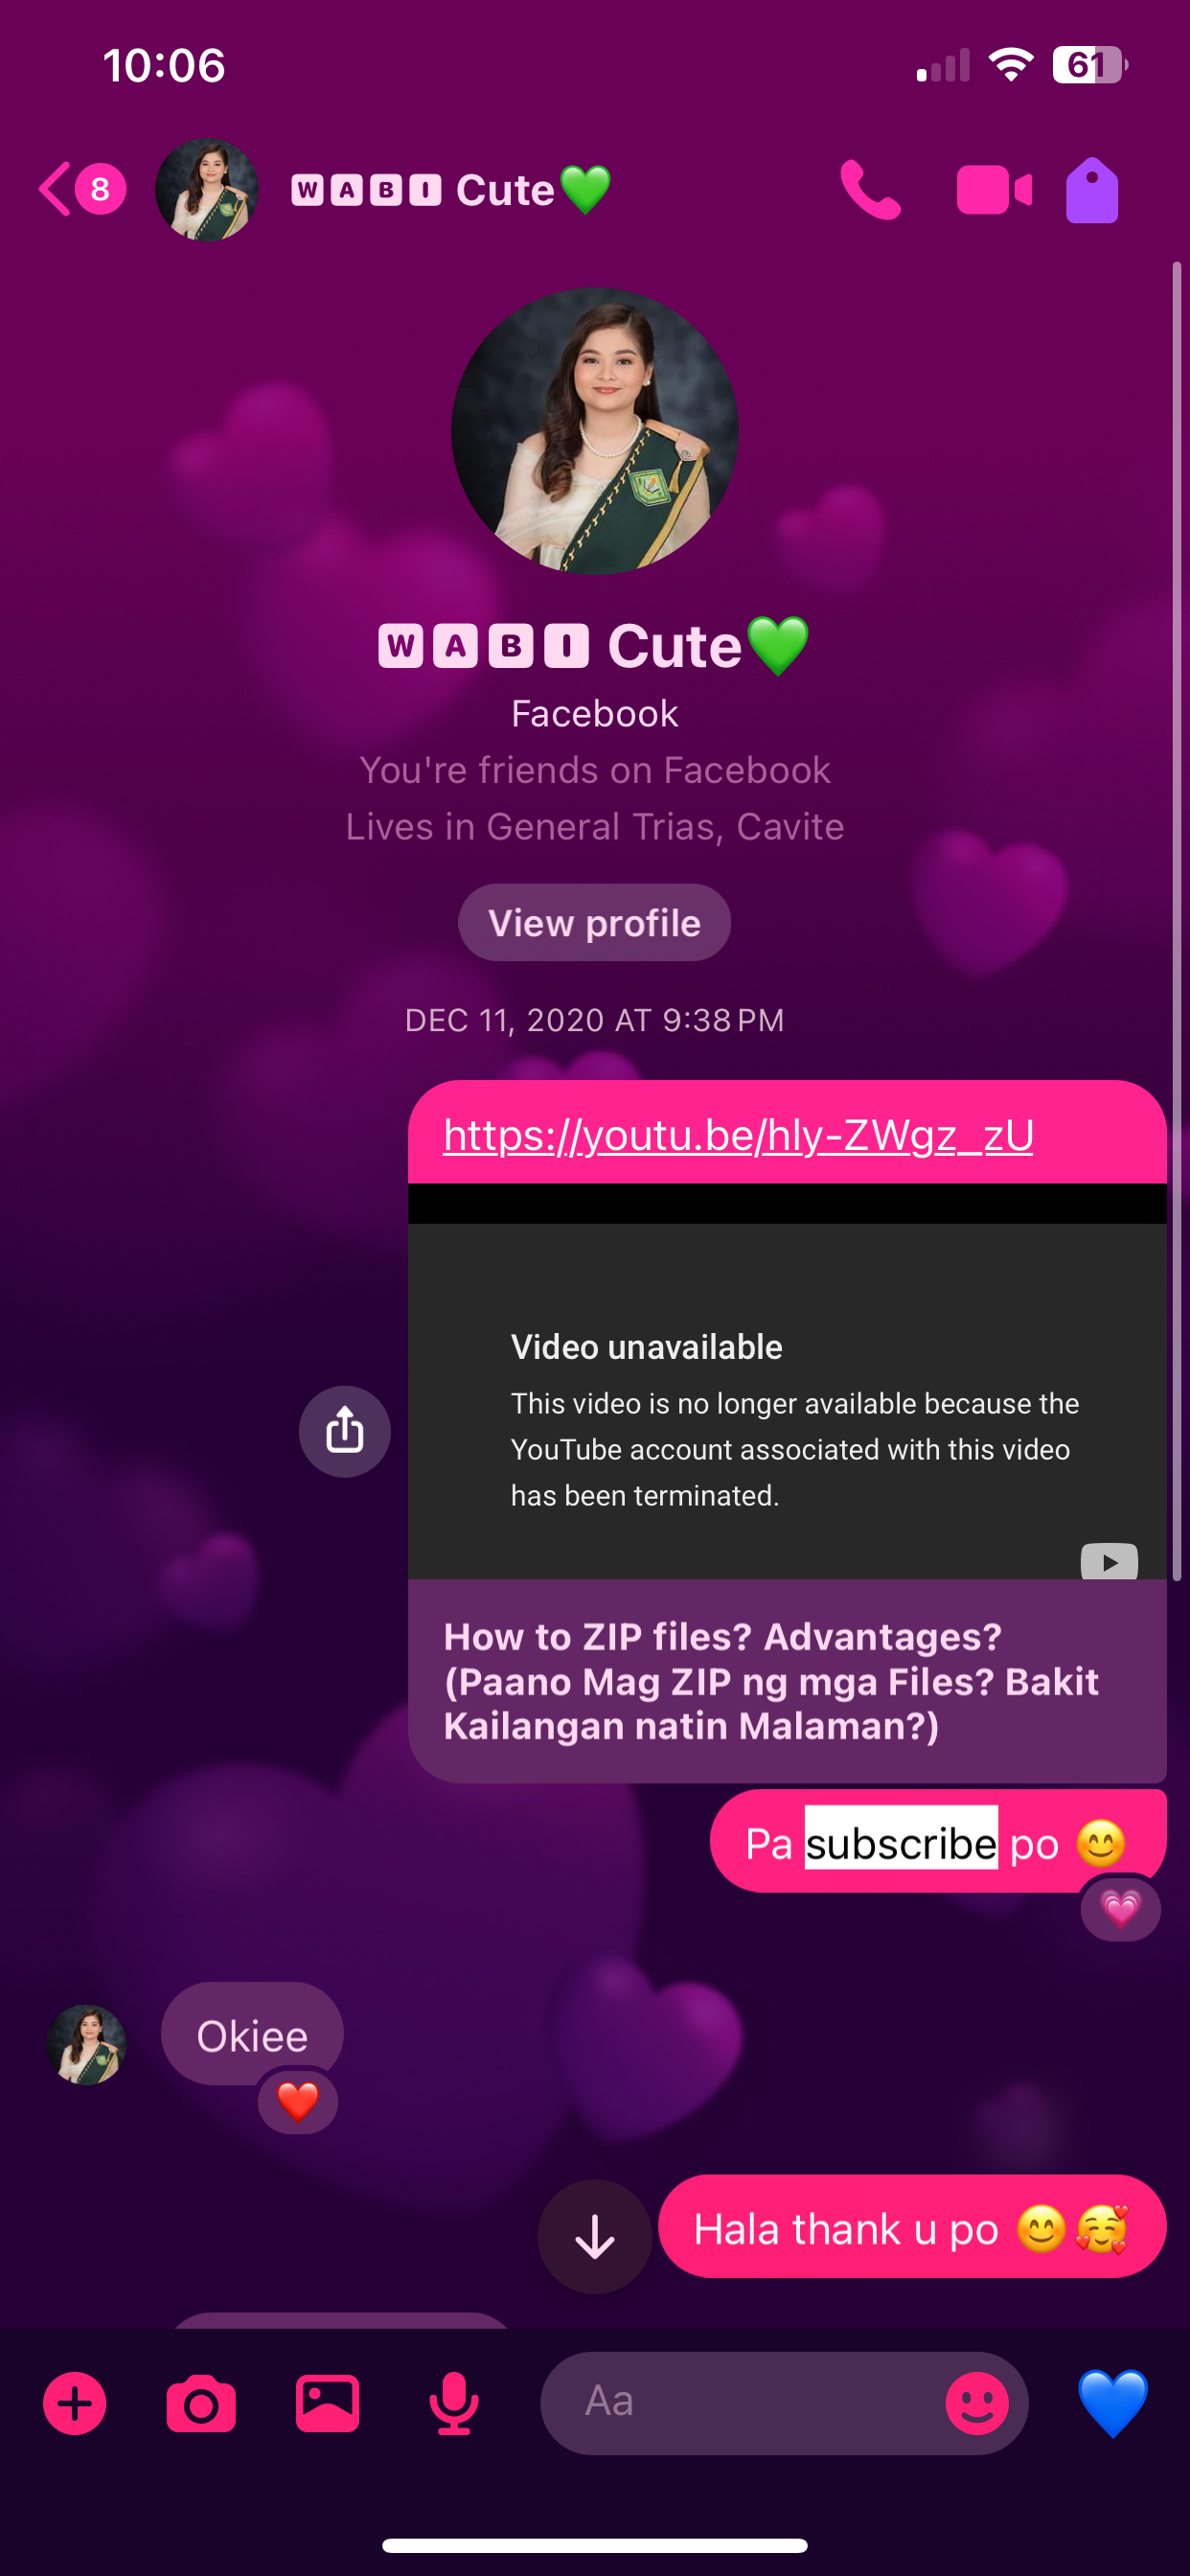 10:06
61
8
🆆🅰🅱🅸 Cute💚
🆆🅰🅱🅸 Cute💚
Facebook
You're friends on Facebook
Lives in General Trias, Cavite
View profile
DEC 11, 2020 AT 9:38 PM
https://youtu.be/hly-ZWgz_zU
Video unavailable
This video is no longer available because the
YouTube account associated with this video
has been terminated.
How to ZIP files? Advantages?
(Paano Mag ZIP ng mga Files? Bakit
Kailangan natin Malaman?)
Pa subscribe po 😊
Okiee
Hala thank u po 😊🥰
Aa